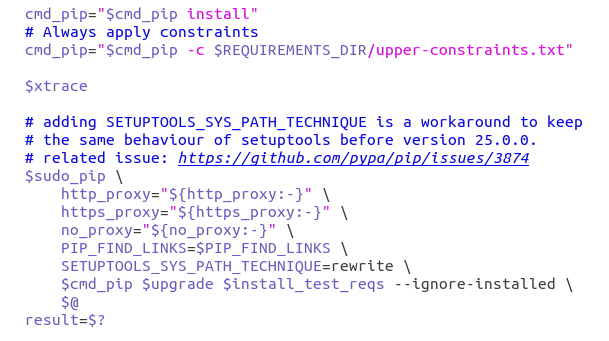 cmd_pip="$cmd_pip install"
# Always apply constraints
cmd_pip="$cmd_pip -c $REQUIREMENTS_DIR/upper-constraints.txt"

$xtrace

# adding SETUPTOOLS_SYS_PATH_TECHNIQUE is a workaround to keep
# the same behaviour of setuptools before version 25.0.0.
# related issue: https://github.com/pypa/pip/issues/3874
$sudo_pip \
    http_proxy="${http_proxy:-}" \
    https_proxy="${https_proxy:-}" \
    no_proxy="${no_proxy:-}" \
    PIP_FIND_LINKS=$PIP_FIND_LINKS \
    SETUPTOOLS_SYS_PATH_TECHNIQUE=rewrite \
    $cmd_pip $upgrade $install_test_reqs --ignore-installed \
    $@
result=$?